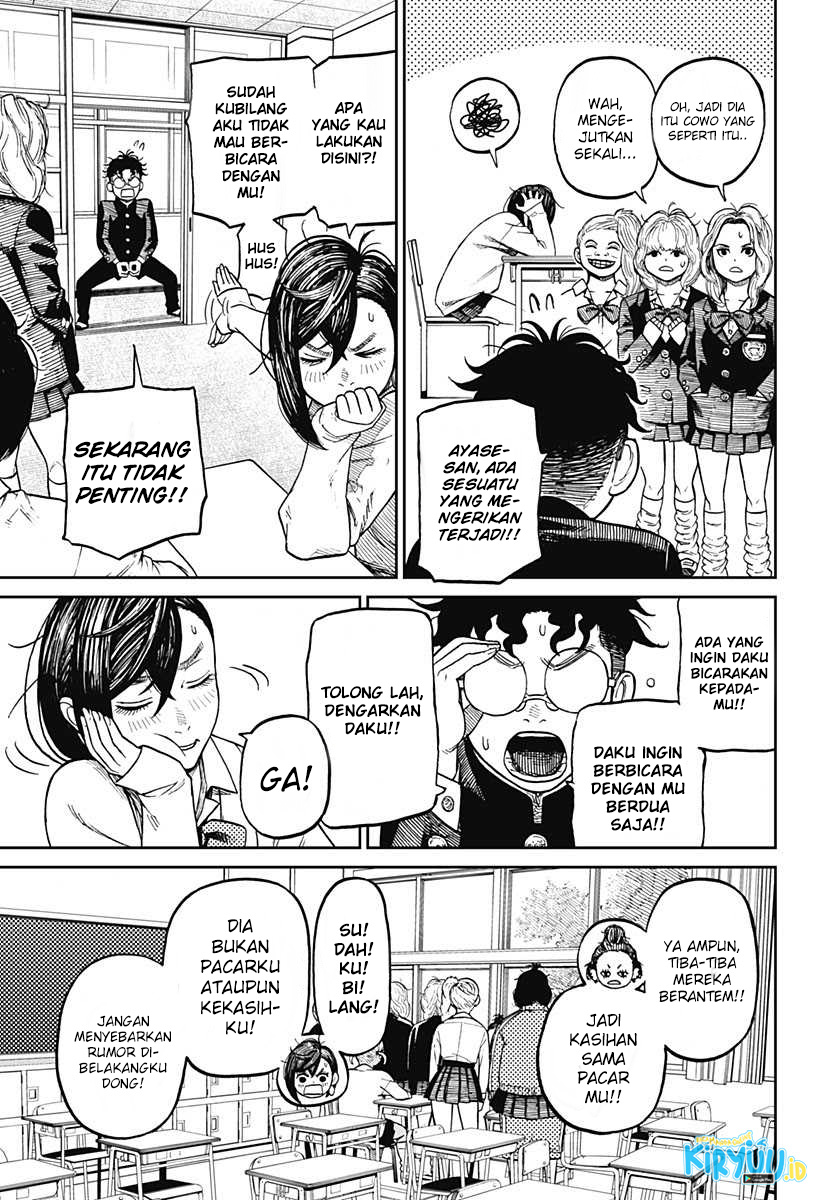 OH, JADI DIA
ITU COWO YANG
SEPERTI ITU..
WAH,
MENGE-
JUTKAN
SEKALI...
AYASE-
SAN, ADA
SESUATU
YANG ME-
NGERIKAN
TERJADI!!
APA
YANG KAU
LAKUKAN
DISINI?!
SUDAH
KUBILANG
AKU TIDAK
MAU BER-
BICARA
DENGAN
MU!
HUS
HUS!
SEKARANG
ITU TIDAK
PENTING!!
ADA YANG
INGIN DAKU
BICARAKAN
KEPADA-
MU!!
DAKU INGIN
BERBICARA
DENGAN MU
BERDUA
SAJA!!
TOLONG LAH,
DENGARKAN
DAKU!!
GA!
YA AMPUN,
TIBA-TIBA
MEREKA
BERANTEM!!
JADI
KASIHAN
SAMA
PACAR
MU!!
SU!
DAH!
KU!
BI!
LANG!
DIA
BUKAN
PACARKU
ATAUPUN
KEKASIH-
KU!
JANGAN
MENYEBARKAN
RUMOR DI-
BELAKANGKU
DONG!
KIRYUU.ID